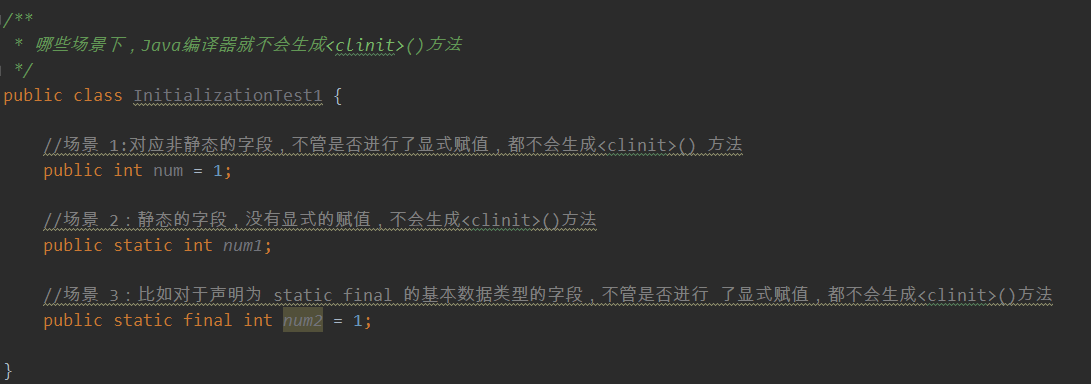 /**
 * 哪些场景下，Java编译器就不会生成<clinit>()方法
 */
public class InitializationTest1 {
//场景 1:对应非静态的字段，不管是否进行了显式赋值，都不会生成<clinit>() 方法
public int num = 1;
//场景 2：静态的字段，没有显式的赋值，不会生成<clinit>()方法
public static int num1;
//场景 3：比如对于声明为 static final 的基本数据类型的字段，不管是否进行 了显式赋值，都不会生成<clinit>()方法
public static final int num2 = 1;
}